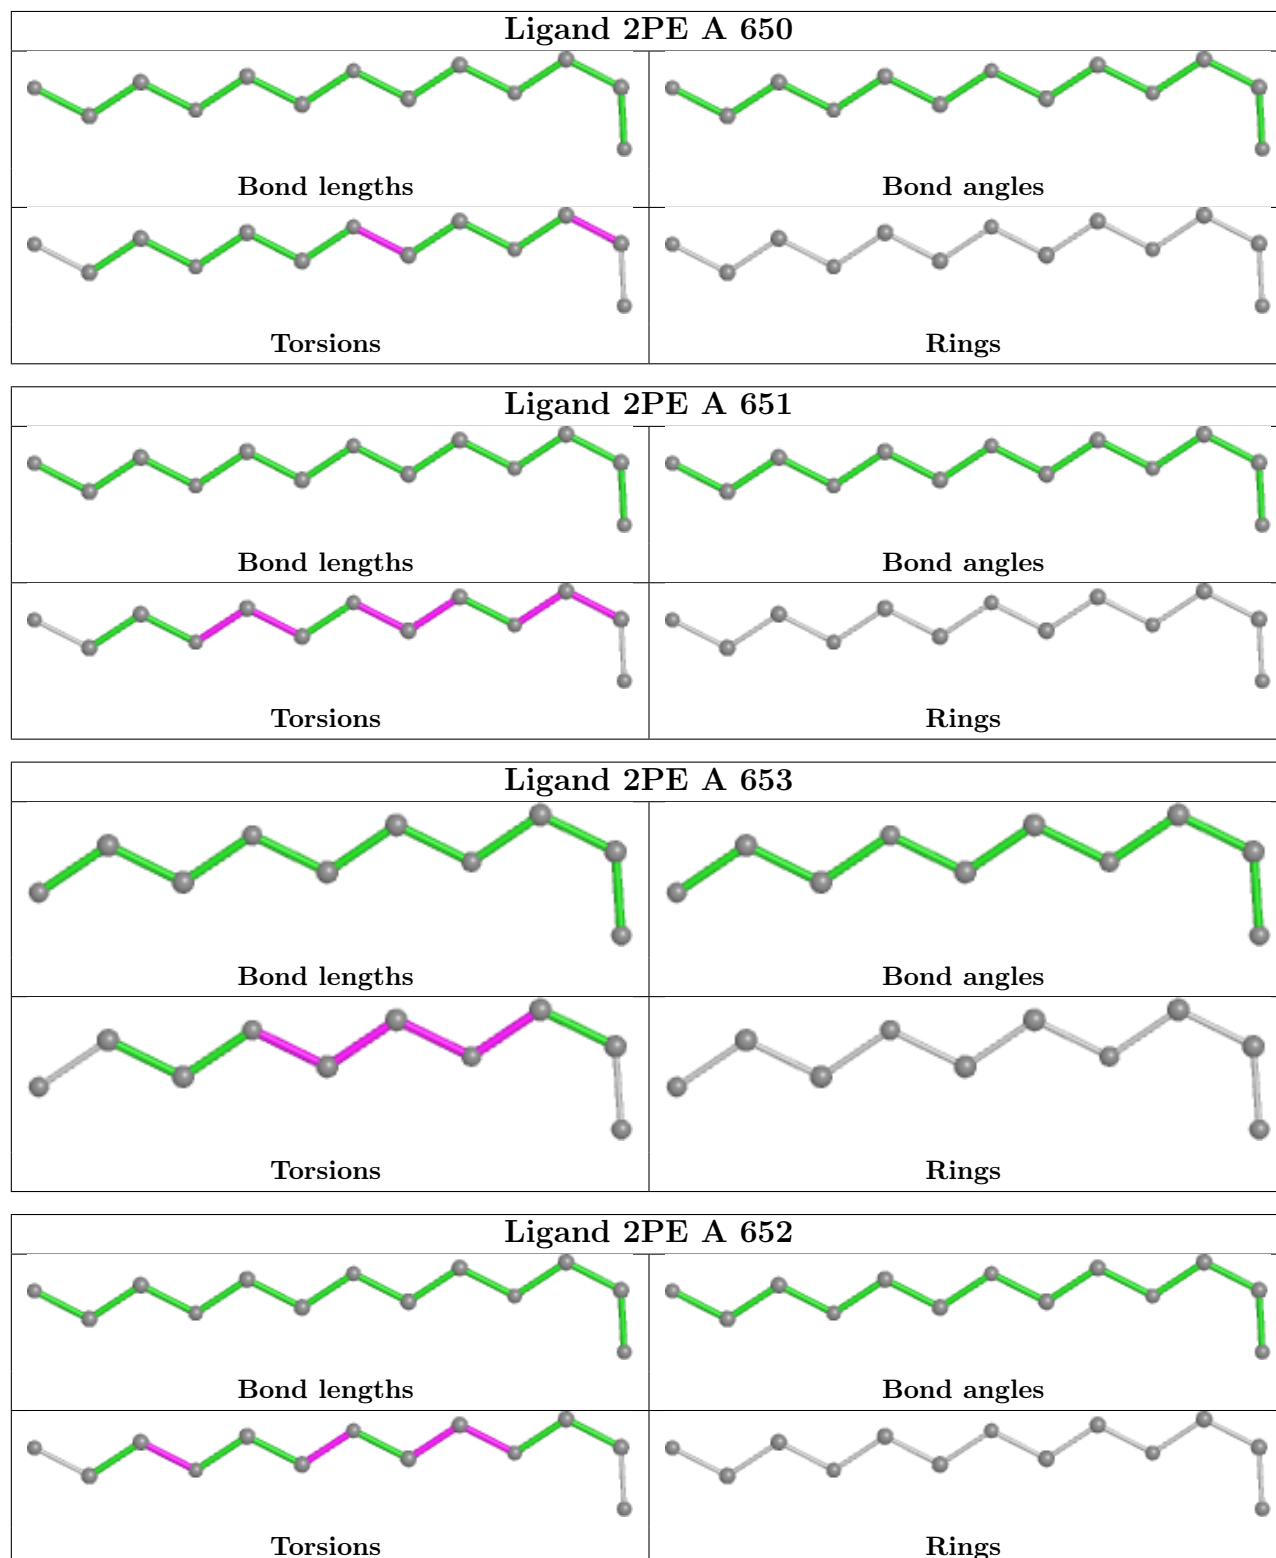 Ligand 2PE A 650
Bond lengths
Bond angles
Torsions
Rings
Ligand 2PE A 651
Bond lengths
Bond angles
Torsions
Rings
Ligand 2PE A 653
Bond lengths
Bond angles
Torsions
Rings
Ligand 2PE A 652
Bond lengths
Bond angles
Torsions
Rings